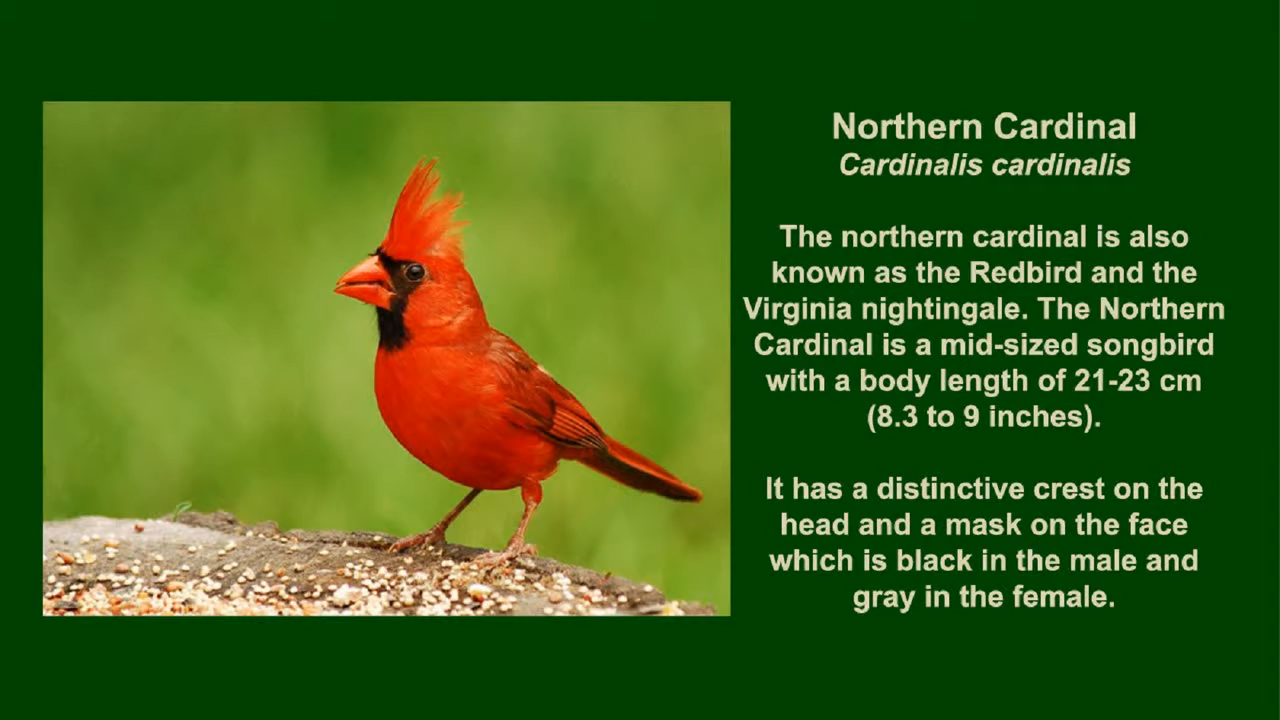 Northern Cardinal
Cardinalis cardinalis
The northern cardinal is also
known as the Redbird and the
Virginia nightingale. The Northern
Cardinal is a mid-sized songbird
with a body length of 21-23 cm
(8.3 to 9 inches).
It has a distinctive crest on the
head and a mask on the face
which is black in the male and
gray in the female.